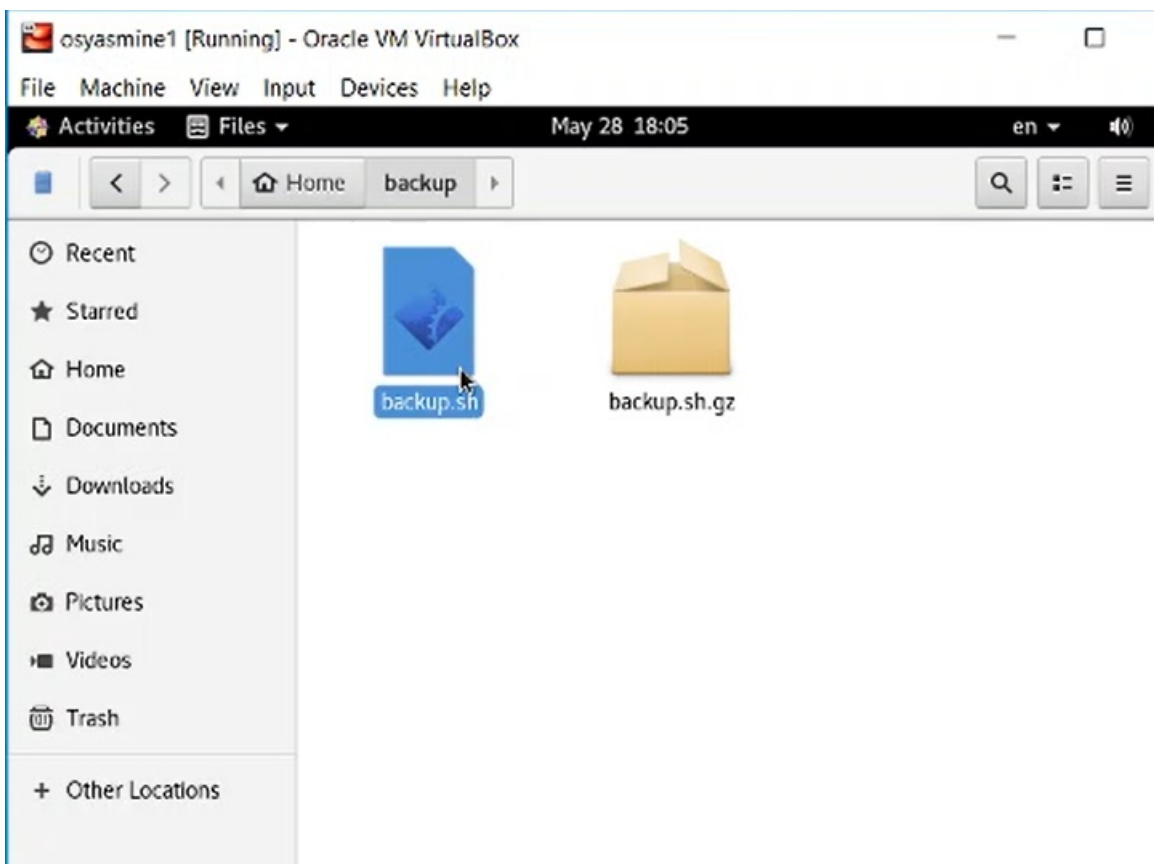 osyasmine1 [Running] - Oracle VM VirtualBox
File Machine View Input Devices Help
Activities Files May 28 18:05 en
Home backup
Recent
Starred
Home
Documents
Downloads
Music
Pictures
Videos
Trash
+ Other Locations
backup.sh backup.sh.gz